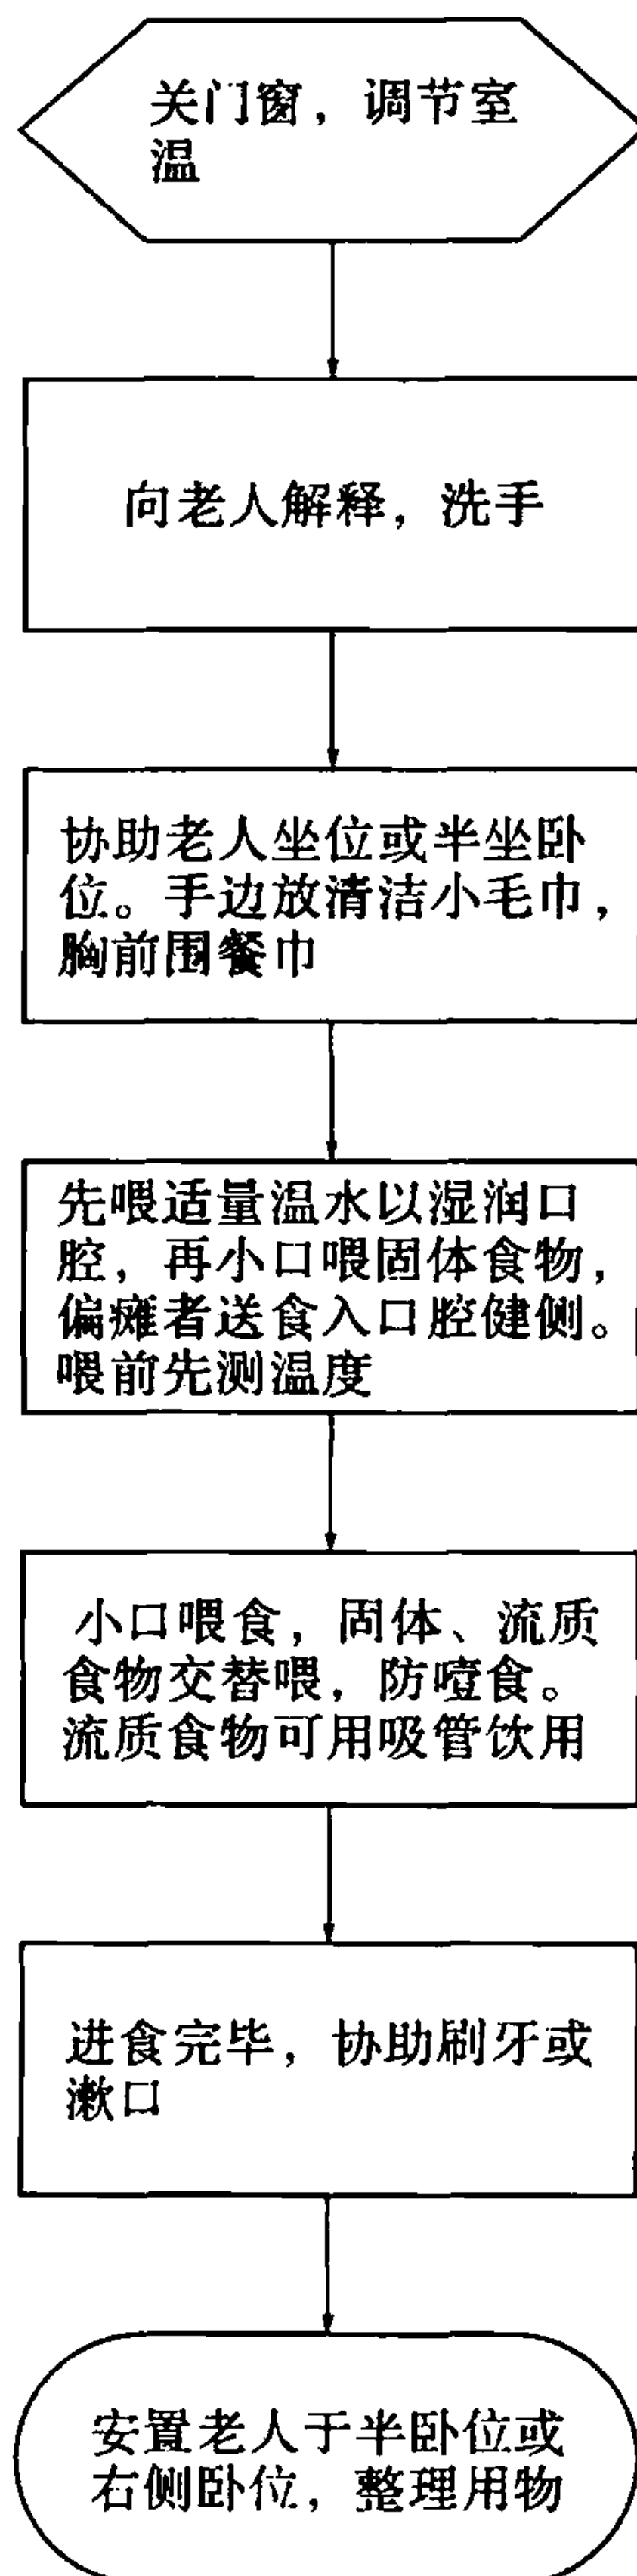 关门窗，调节室
温
向老人解释，洗手
协助老人坐位或半坐卧
位。手边放清洁小毛巾，
胸前围餐巾
先喂适量温水以湿润口
腔，再小口喂固体食物，
偏瘫者送食入口腔健侧。
喂前先测温度
小口喂食，固体、流质
食物交替喂，防噎食。
流质食物可用吸管饮用
进食完毕，协助刷牙或
漱口
安置老人于半卧位或
右侧卧位，整理用物